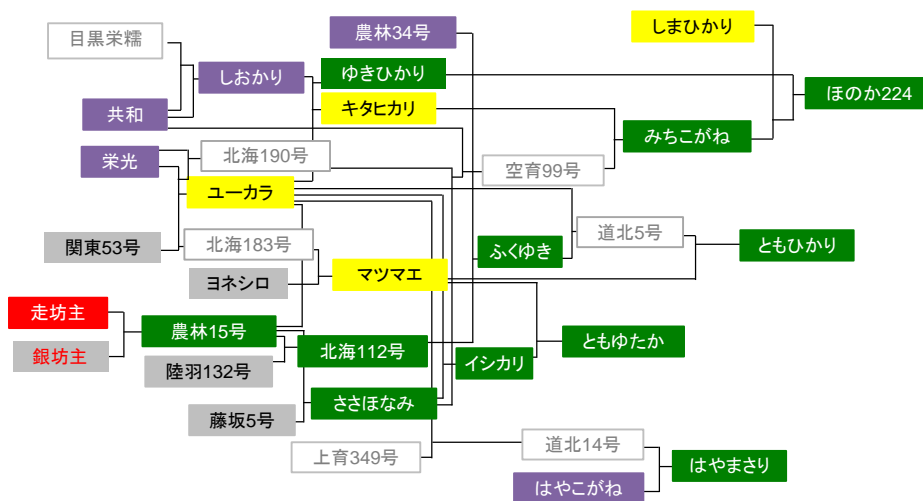 目黒栄糯
農林34号
しまひかり
しおかり
ゆきひかり
ほのか224
キタヒカリ
共和
みちこがね
栄光
北海190号
空育99号
ユーカラ
関東53号
北海183号
ふくゆき
道北5号
ともひかり
ヨネシロ
マツマエ
走坊主
農林15号
銀坊主
北海112号
ともゆたか
陸羽132号
イシカリ
ささほなみ
藤坂5号
上育349号
道北14号
はやまさり
はやこがね